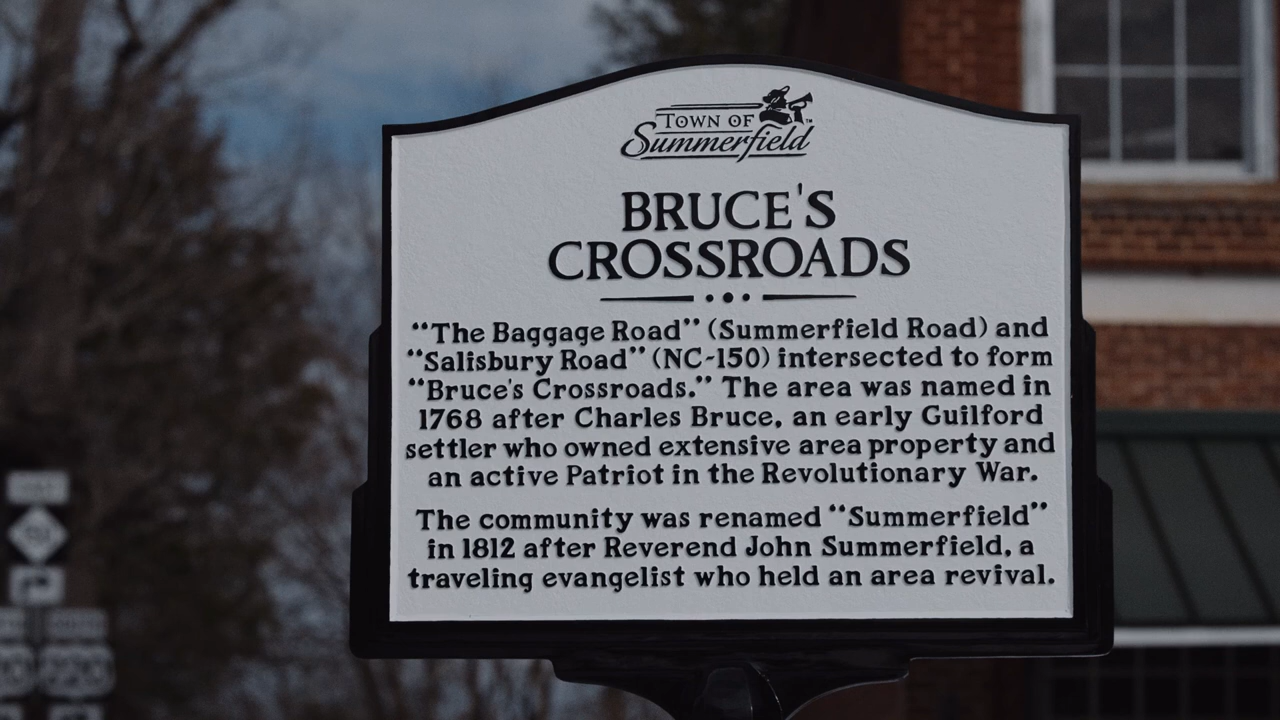 TOWN OF
Summerfield
BRUCE'S
CROSSROADS
“The Baggage Road” (Summerfield Road) and
“Salisbury Road” (NC-150) intersected to form
“Bruce's Crossroads.” The area was named in
1768 after Charles Bruce, an early Guilford
settler who owned extensive area property and
an active Patriot in the Revolutionary War.
The community was renamed “Summerfield”
in 1812 after Reverend John Summerfield, a
traveling evangelist who held an area revival.